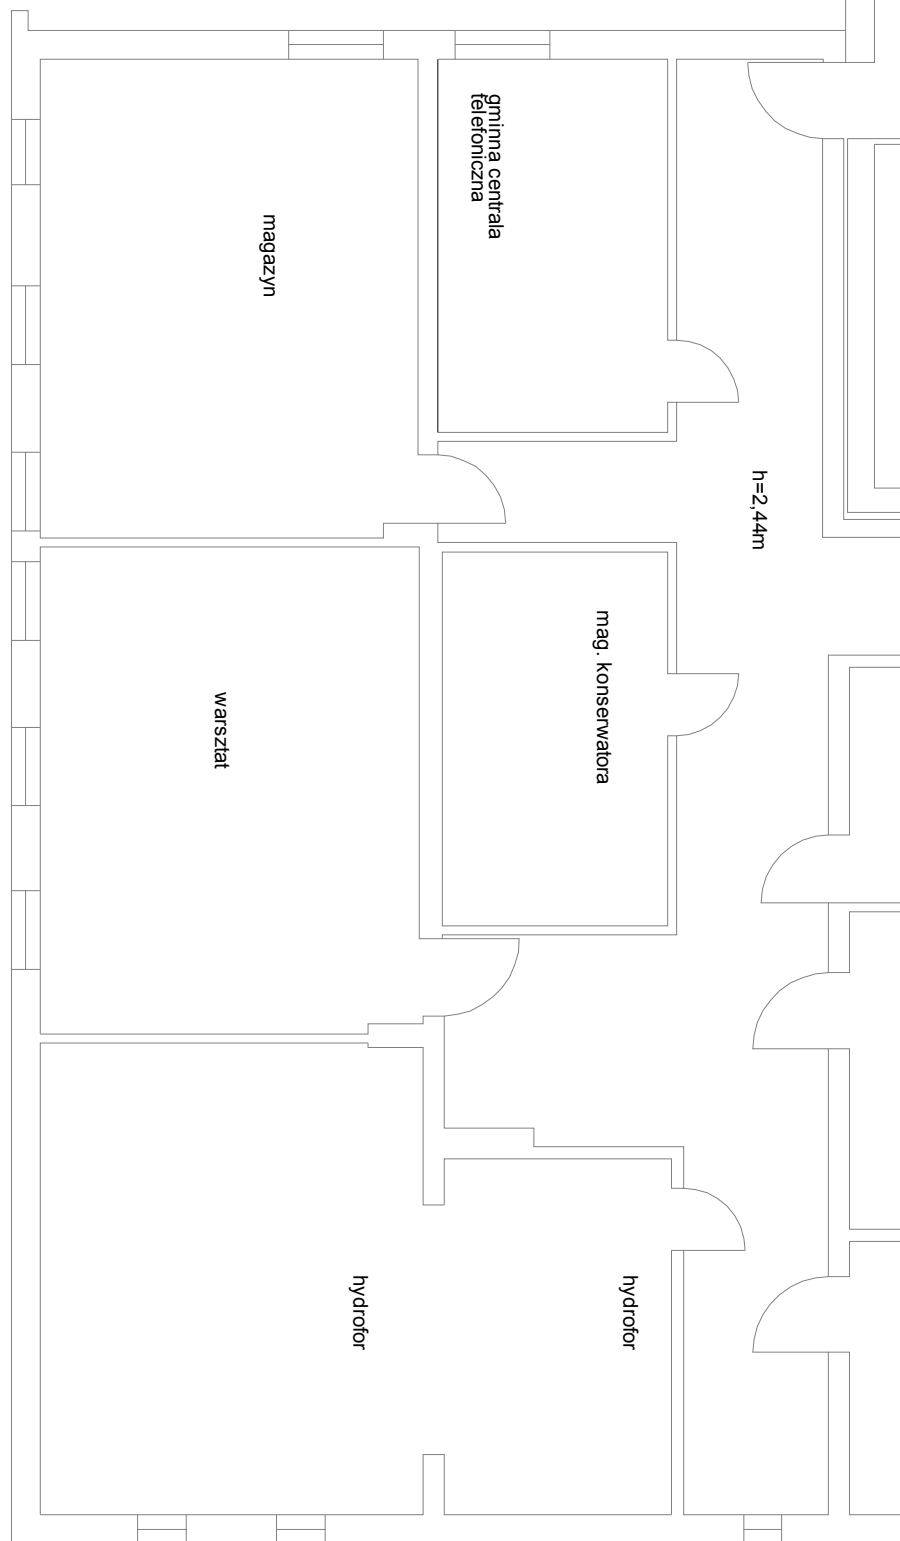 gminna centrala
telefoniczna
magazyn
h=2,44m
mag. konserwatora
warsztat
hydrofor
hydrofor